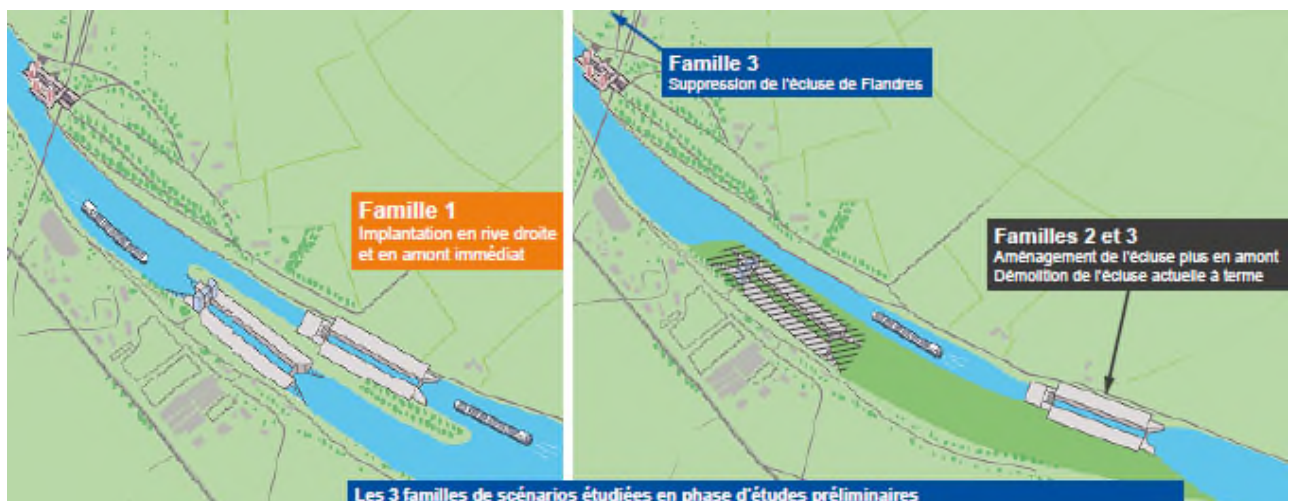 Famille 3
Suppression de l'écluse de Flandres
Famille 1
Implantation en rive droite
et en amont immédiat
Familles 2 et 3
Aménagement de l'écluse plus en amont
Démolition de l'écluse actuelle à terme
Les 3 familles de scénarios étudiées en phase d'études préliminaires